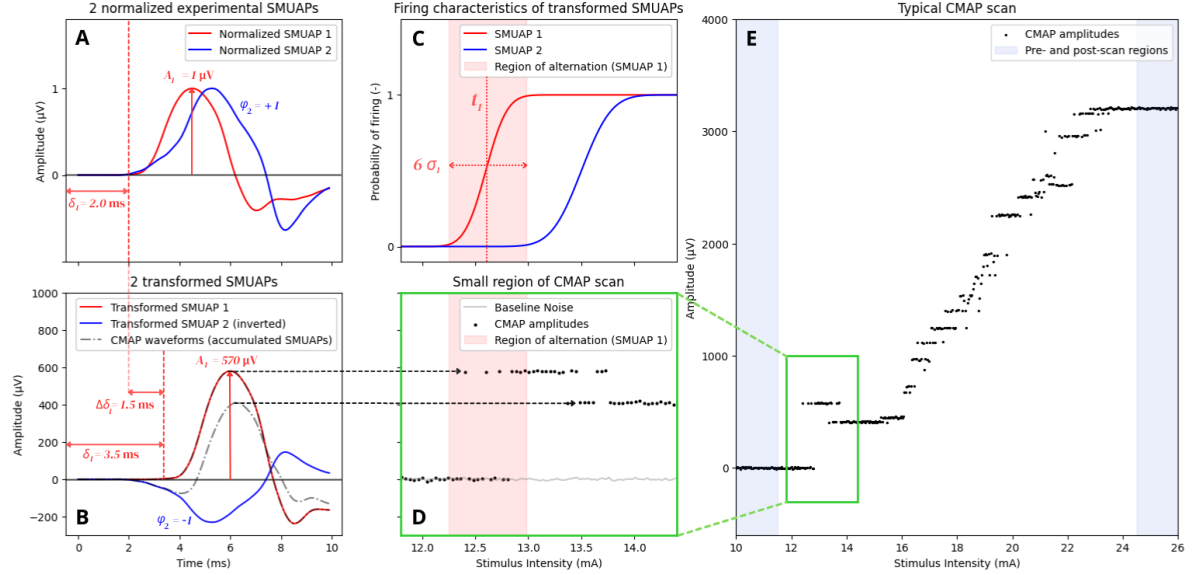 2 normalized experimental SMUAPs
A
Normalized SMUAP 1
Normalized SMUAP 2
A₁ = 1 μV
φ₂ = +1
δ₁ = 2.0 ms
Amplitude (μV)
1
0
Firing characteristics of transformed SMUAPs
C
SMUAP 1
SMUAP 2
Region of alternation (SMUAP 1)
t₁
6 σ₁
Probability of firing (-)
1
0
Typical CMAP scan
E
CMAP amplitudes
Pre- and post-scan regions
Amplitude (μV)
4000
3000
2000
1000
0
10 12 14 16 18 20 22 24 26
Stimulus Intensity (mA)
2 transformed SMUAPs
Transformed SMUAP 1
Transformed SMUAP 2 (inverted)
CMAP waveforms (accumulated SMUAPs)
A₁ = 570 μV
Δδ₁ = 1.5 ms
δ₁ = 3.5 ms
φ₂ = -1
B
Amplitude (μV)
1000
800
600
400
200
0
−200
0 2 4 6 8 10
Time (ms)
Small region of CMAP scan
Baseline Noise
CMAP amplitudes
Region of alternation (SMUAP 1)
D
12.0 12.5 13.0 13.5 14.0
Stimulus Intensity (mA)